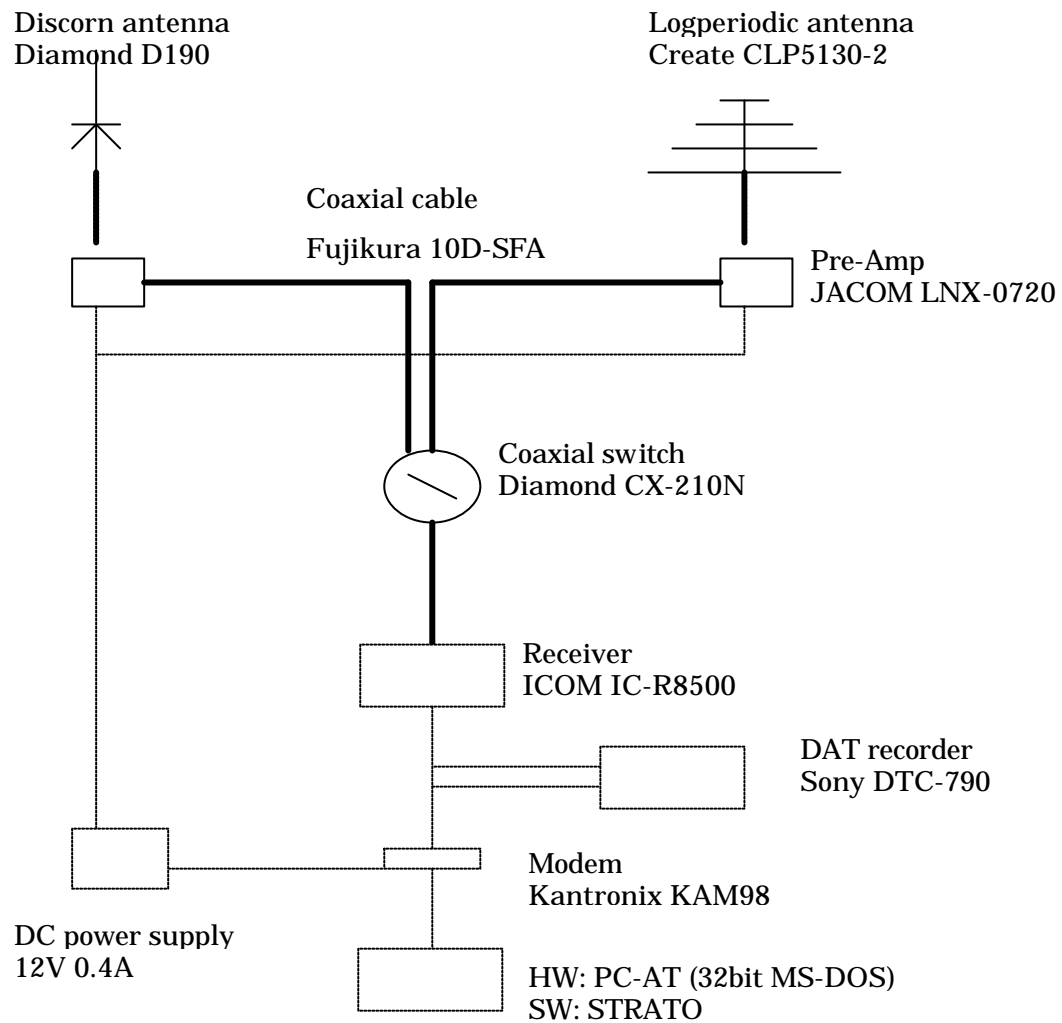 Discorn antenna
Diamond D190
Logperiodic antenna
Create CLP5130-2
Coaxial cable
Fujikura 10D-SFA
Pre-Amp
JACOM LNX-0720
Coaxial switch
Diamond CX-210N
Receiver
ICOM IC-R8500
DAT recorder
Sony DTC-790
Modem
Kantronix KAM98
DC power supply
12V 0.4A
HW: PC-AT (32bit MS-DOS)
SW: STRATO